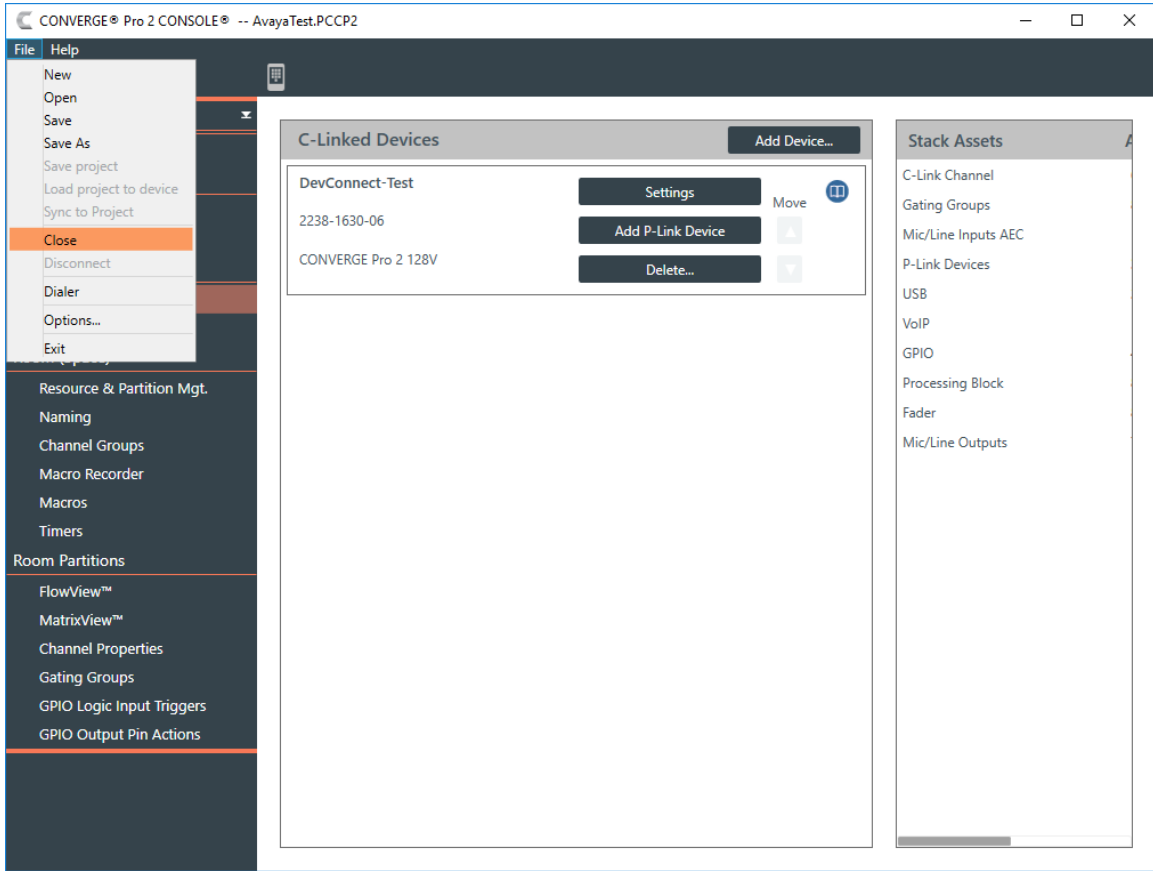 CONVERGE® Pro 2 CONSOLE® -- AvayaTest.PCCP2
File Help
New
Open
Save
Save As
Save project
Load project to device
Sync to Project
Close
Disconnect
Dialer
Options...
Exit
Resource & Partition Mgt.
Naming
Channel Groups
Macro Recorder
Macros
Timers
Room Partitions
FlowView™
MatrixView™
Channel Properties
Gating Groups
GPIO Logic Input Triggers
GPIO Output Pin Actions
C-Linked Devices
Add Device...
DevConnect-Test
2238-1630-06
CONVERGE Pro 2 128V
Settings
Add P-Link Device
Delete...
Move
Stack Assets
C-Link Channel
Gating Groups
Mic/Line Inputs AEC
P-Link Devices
USB
VoIP
GPIO
Processing Block
Fader
Mic/Line Outputs